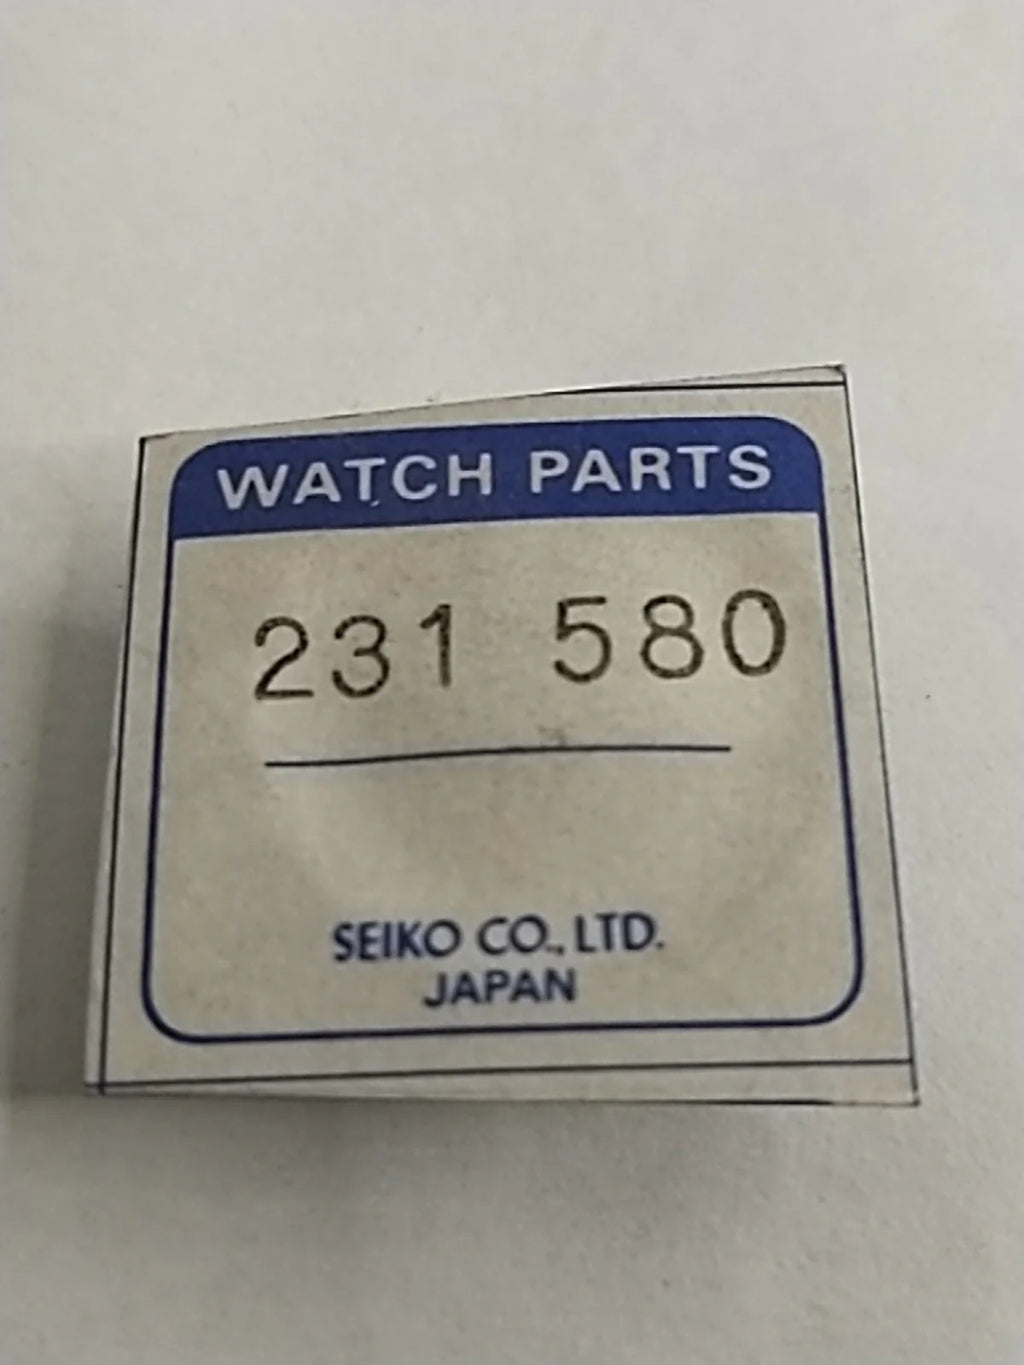 WATCH PARTS
231 580
SEIKO CO., LTD.
JAPAN